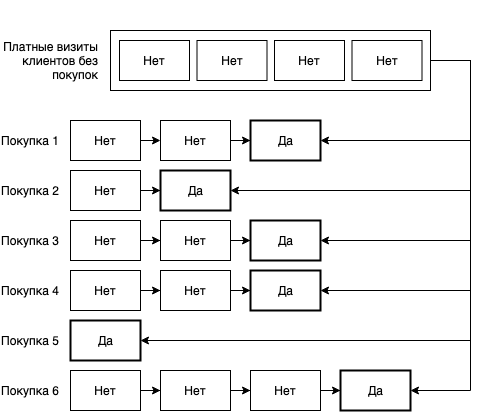 Платные визиты
клиентов без
покупок
Нет Нет Нет Нет
Покупка 1 Нет Нет Да
Покупка 2 Нет Да
Покупка 3 Нет Нет Да
Покупка 4 Нет Нет Да
Покупка 5 Да
Покупка 6 Нет Нет Нет Да